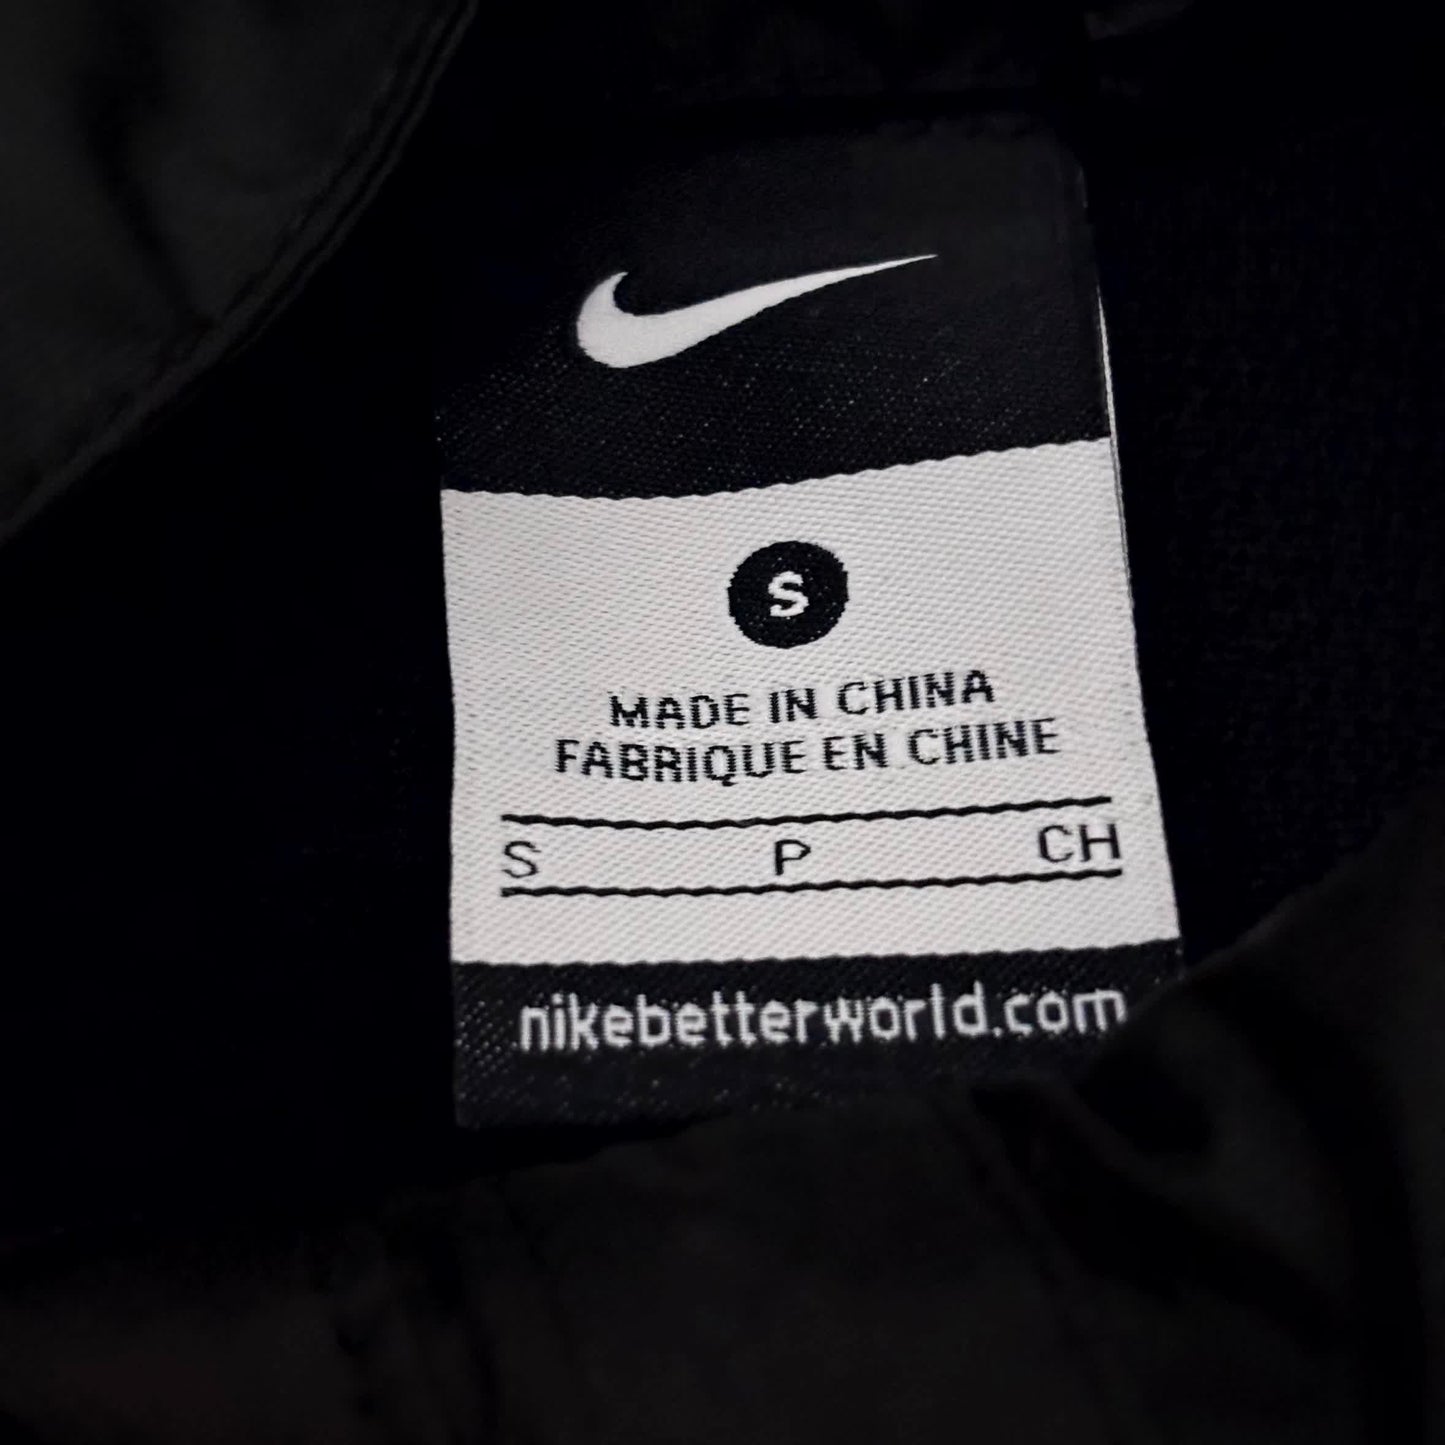 S
MADE IN CHINA
FABRIQUE EN CHINE
S P CH
nikebetterworld.com